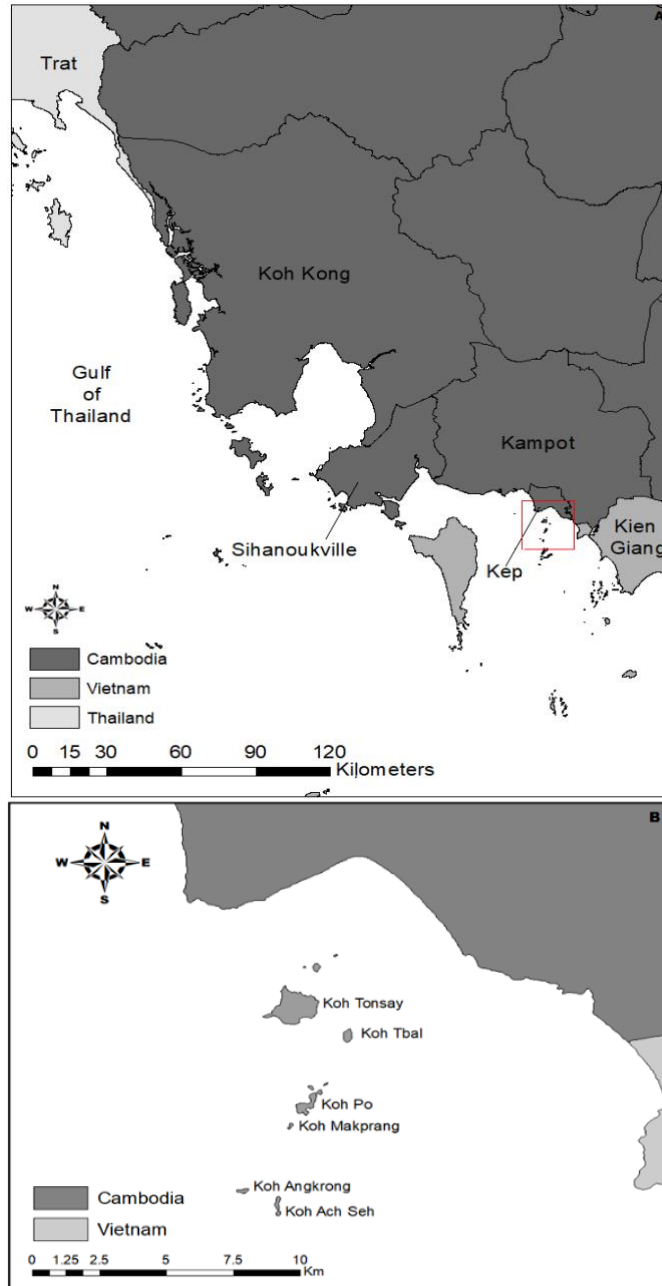 A
Trat
Koh Kong
Gulf
of
Thailand
Kampot
Sihanoukville
Kep
Kien
Giang
N
W E
S
Cambodia
Vietnam
Thailand
0 15 30 60 90 120
Kilometers
B
N
W E
S
Koh Tonsay
Koh Tbal
Koh Po
Koh Makprang
Koh Angkrong
Koh Ach Seh
Cambodia
Vietnam
0 1.25 2.5 5 7.5 10
Km